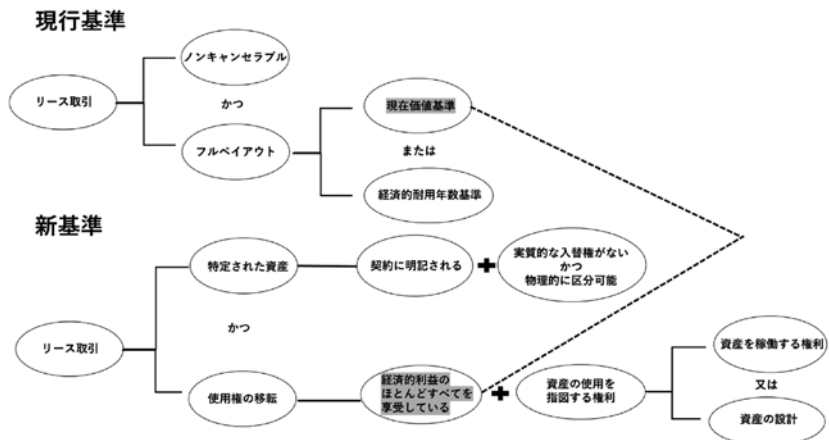 現行基準
ノンキャンセラブル
リース取引
かつ
現在価値基準
フルペイアウト
または
経済的耐用年数基準
新基準
特定された資産
契約に明記される
✚
実質的な入替権がない
かつ
物理的に区分可能
かつ
リース取引
使用権の移転
経済的利益の
ほとんどすべてを
享受している
✚
資産の使用を
指図する権利
資産を稼働する権利
又は
資産の設計